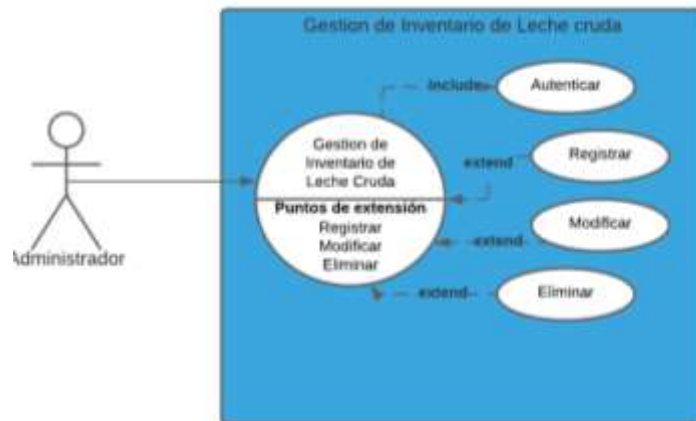 Gestion de Inventario de Leche cruda
Include
Autenticar
Gestion de
Inventario de
Leche Cruda
extend
Registrar
Puntos de extensión
Registrar
Modificar
Eliminar
extend
Modificar
extend
Eliminar
Administrador